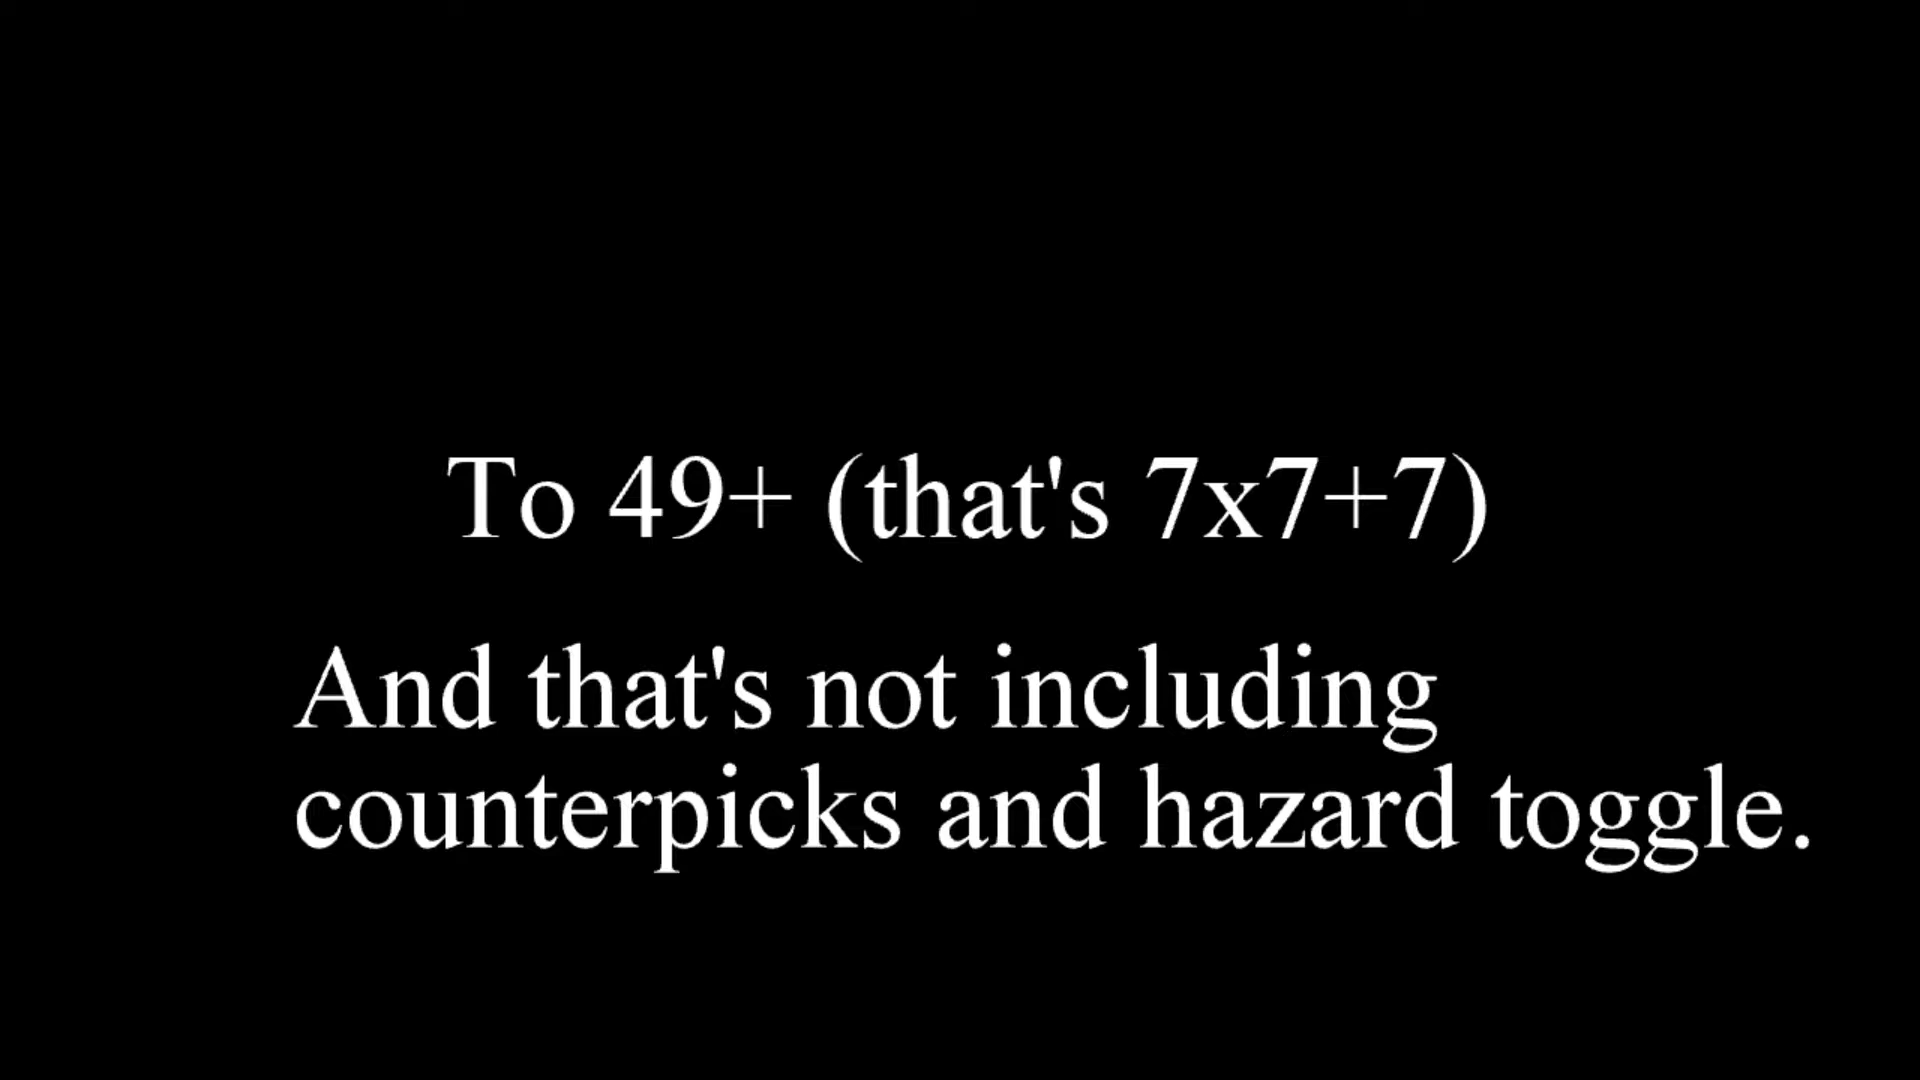 To 49+ (that's 7x7+7)
And that's not including
counterpicks and hazard toggle.